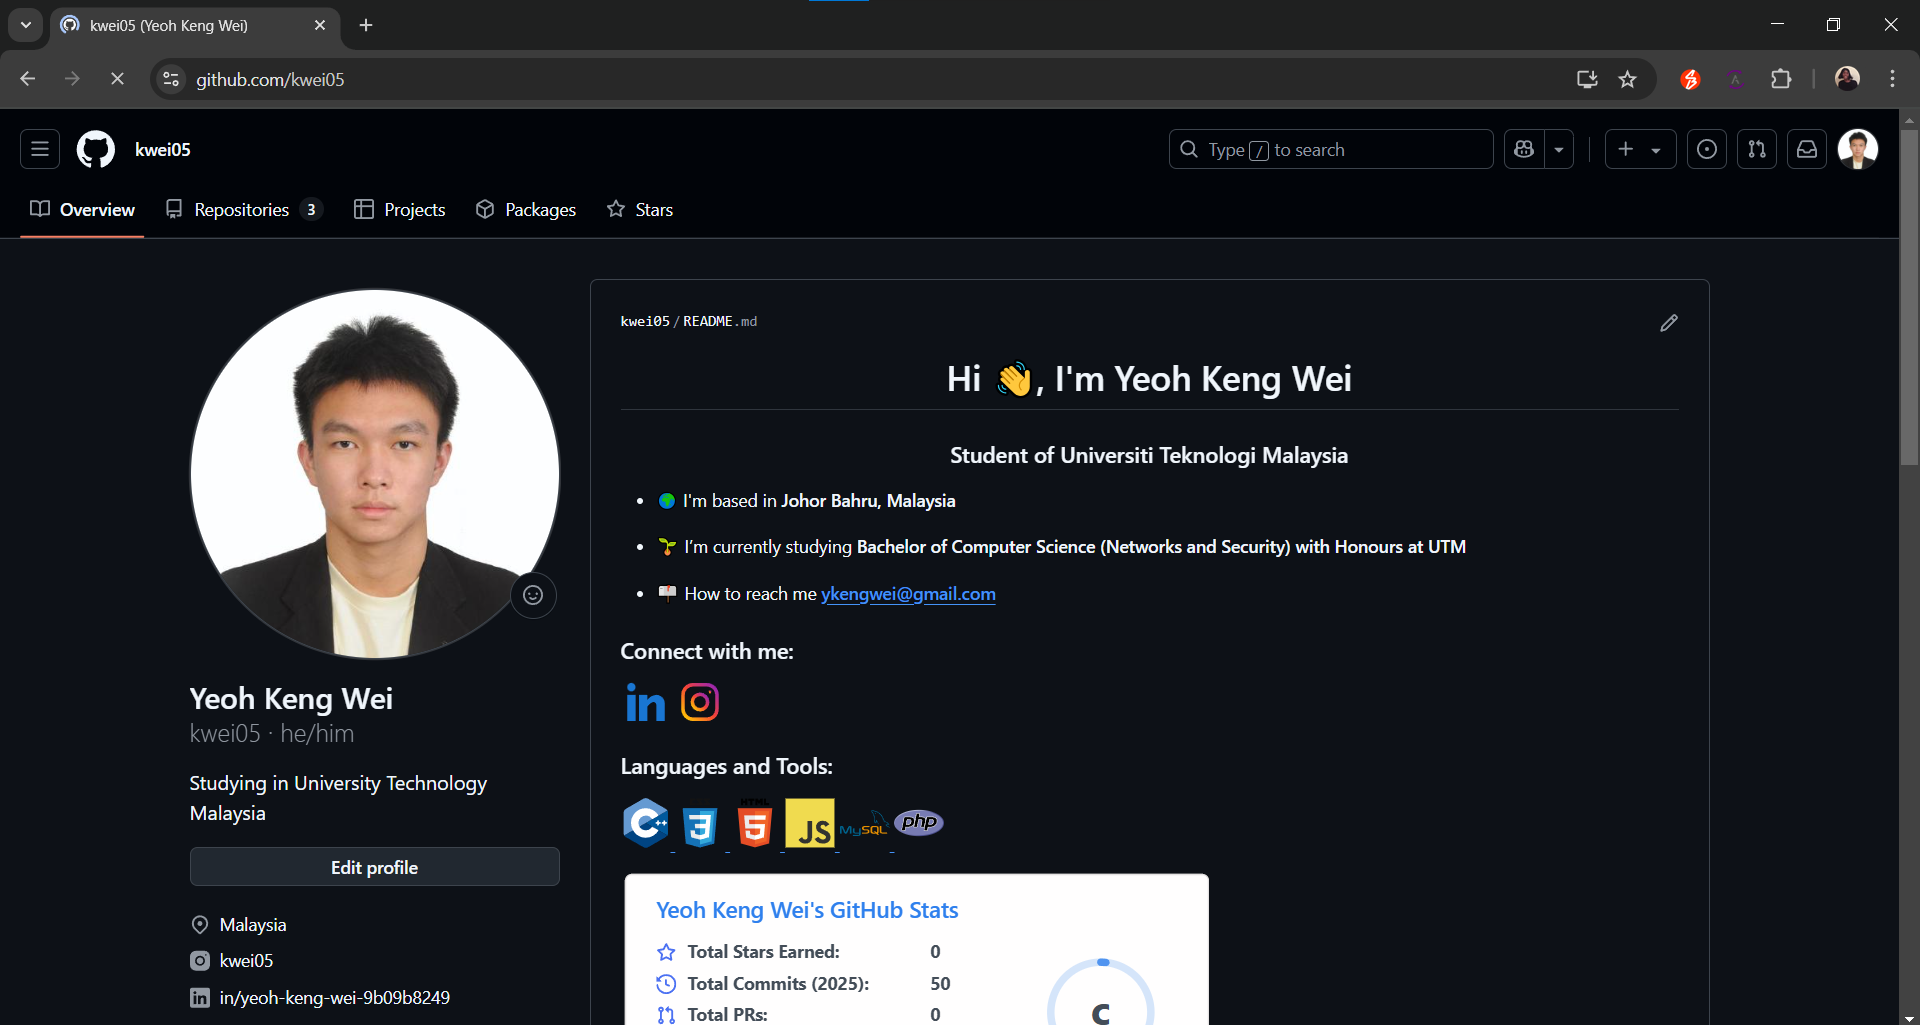 kwei05 (Yeoh Keng Wei)
github.com/kwei05
kwei05
Type / to search
Overview
Repositories 3
Projects
Packages
Stars
kwei05/README.md
Hi 👋, I'm Yeoh Keng Wei
Student of Universiti Teknologi Malaysia
• 🌍 I'm based in Johor Bahru, Malaysia
• 🌱 I’m currently studying Bachelor of Computer Science (Networks and Security) with Honours at UTM
• 📫 How to reach me ykengwei@gmail.com
Connect with me:
in
Languages and Tools:
C++
3
HTML
5
JS
MySQL
php
Yeoh Keng Wei's GitHub Stats
Total Stars Earned: 0
Total Commits (2025): 50
Total PRs: 0
C
Yeoh Keng Wei
kwei05 · he/him
Studying in University Technology
Malaysia
Edit profile
Malaysia
kwei05
in/yeoh-keng-wei-9b09b8249